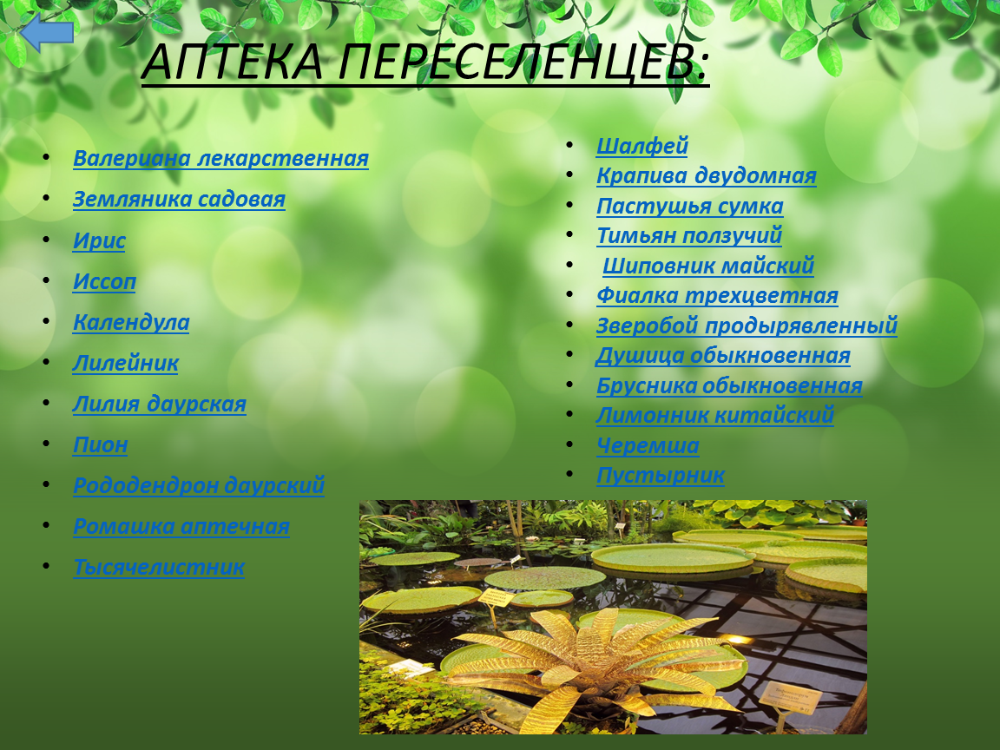 АПТЕКА ПЕРЕСЕЛЕНЦЕВ:
• Валериана лекарственная
• Земляника садовая
• Ирис
• Иссоп
• Календула
• Лилейник
• Лилия даурская
• Пион
• Рододендрон даурский
• Ромашка аптечная
• Тысячелистник
• Шалфей
• Крапива двудомная
• Пастушья сумка
• Тимьян ползучий
• Шиповник майский
• Фиалка трехцветная
• Зверобой продырявленный
• Душица обыкновенная
• Брусника обыкновенная
• Лимонник китайский
• Черемша
• Пустырник